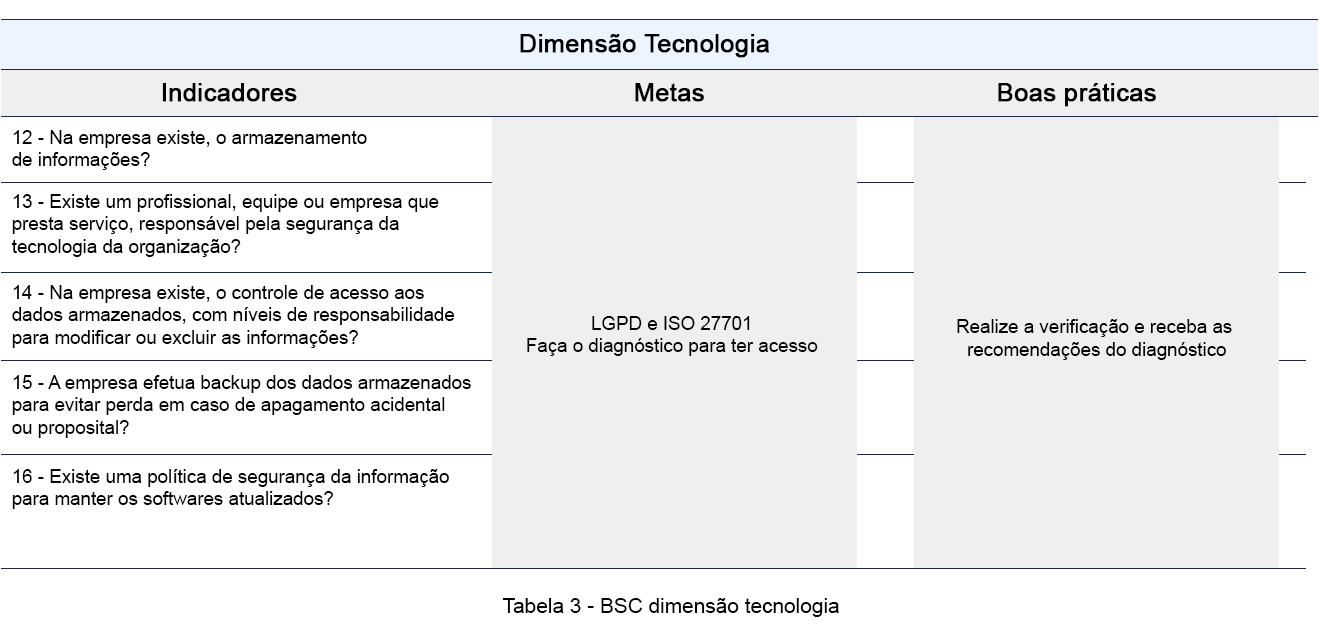 Dimensão Tecnologia
Indicadores
Metas
Boas práticas
12 - Na empresa existe, o armazenamento
de informações?
13 - Existe um profissional, equipe ou empresa que
presta serviço, responsável pela segurança da
tecnologia da organização?
14 - Na empresa existe, o controle de acesso aos
dados armazenados, com níveis de responsabilidade
para modificar ou excluir as informações?
15 - A empresa efetua backup dos dados armazenados
para evitar perda em caso de apagamento acidental
ou proposital?
16 - Existe uma política de segurança da informação
para manter os softwares atualizados?
LGPD e ISO 27701
Faça o diagnóstico para ter acesso
Realize a verificação e receba as
recomendações do diagnóstico
Tabela 3 - BSC dimensão tecnologia